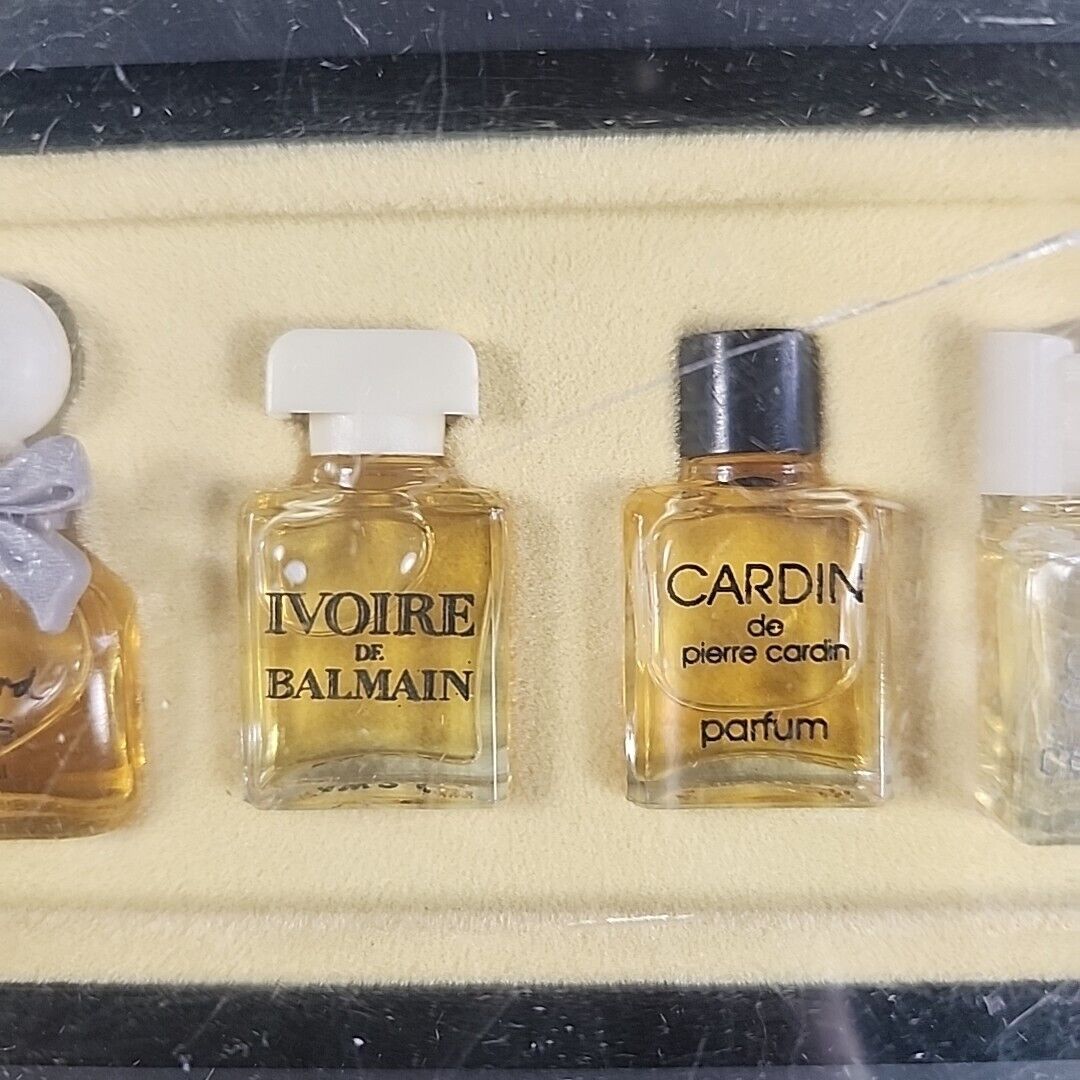 IVOIRE
DE
BALMAIN
CARDIN
de
pierre cardin
parfum